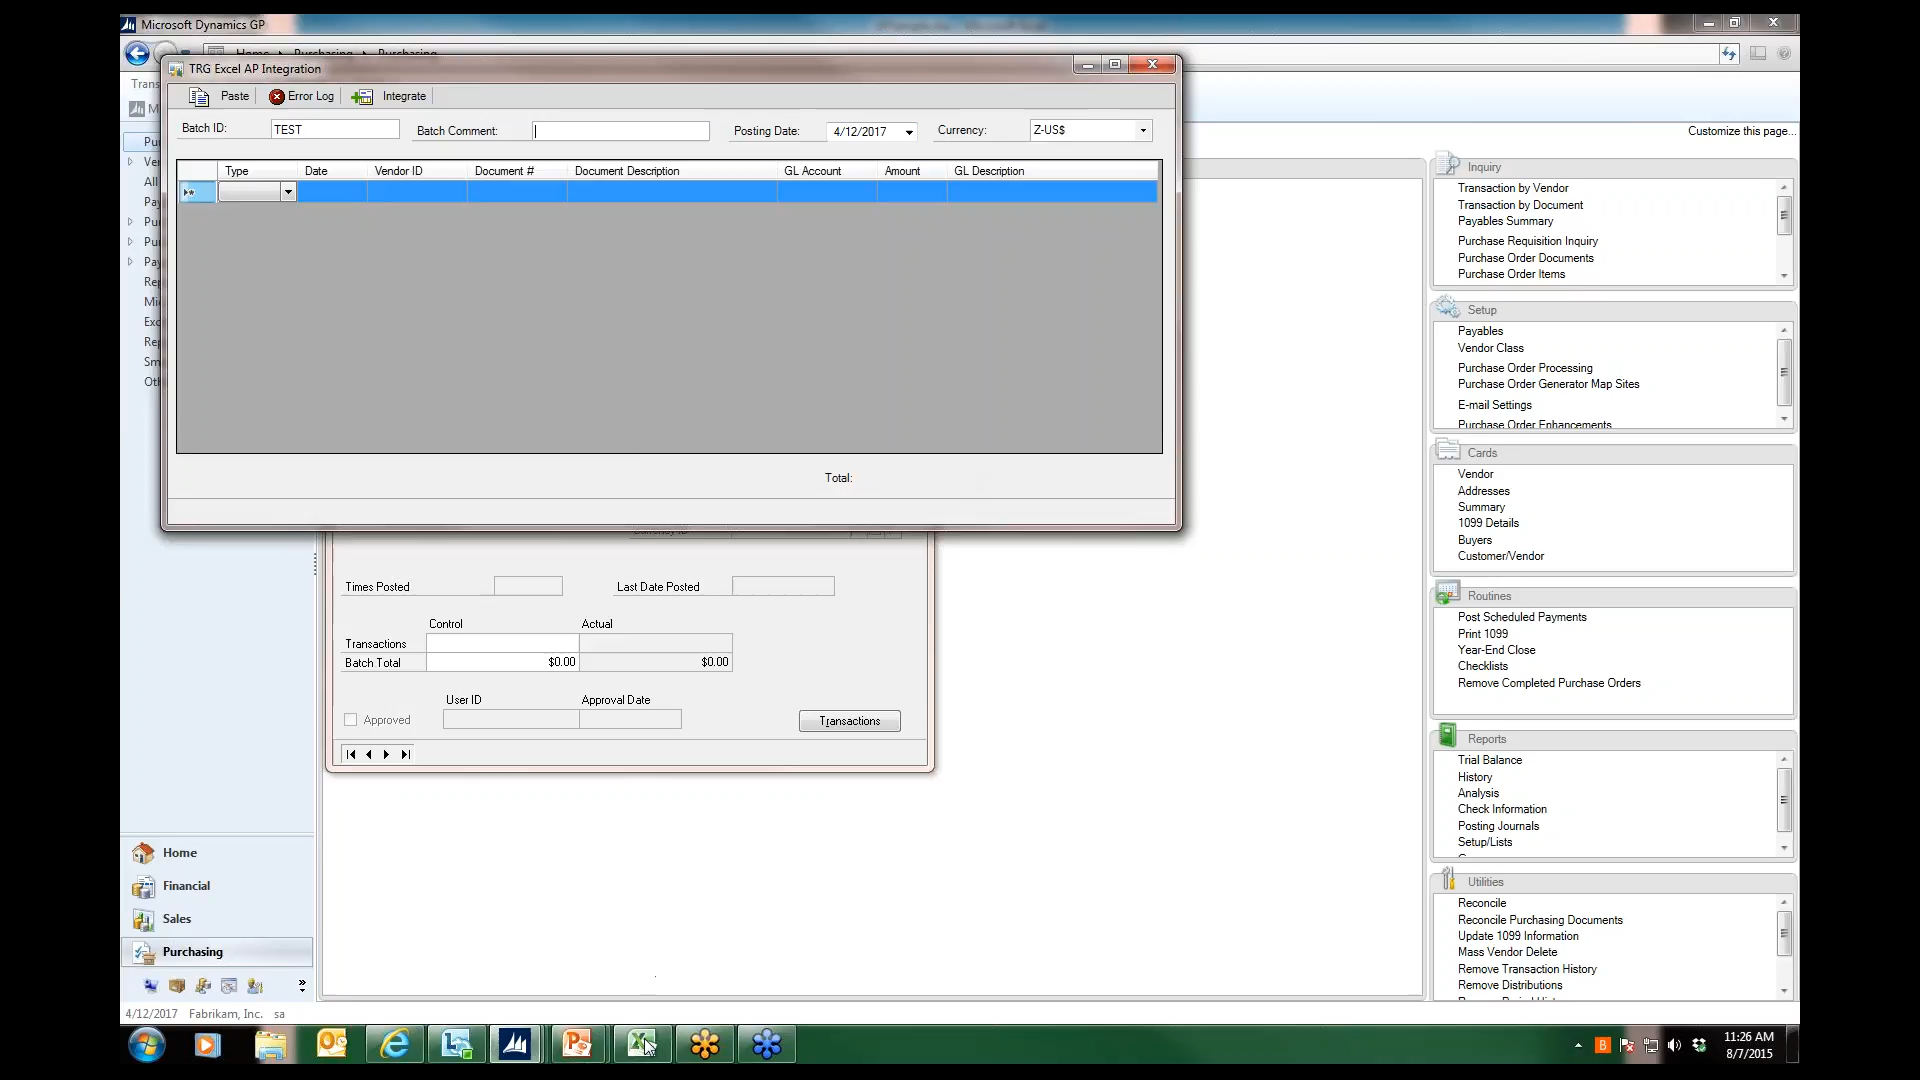 Microsoft Dynamics GP
Home Purchasing Purchasing
TRG Excel AP Integration
Paste Error Log Integrate
Batch ID: TEST Batch Comment: Posting Date: 4/12/2017 Currency: Z-US$
Type Date Vendor ID Document # Document Description GL Account Amount GL Description
Total:
Times Posted Last Date Posted
Control Actual
Transactions
Batch Total $0.00 $0.00
User ID Approval Date
Approved
Transactions
Customize this page...
Inquiry
Transaction by Vendor
Transaction by Document
Payables Summary
Purchase Requisition Inquiry
Purchase Order Documents
Purchase Order Items
Setup
Payables
Vendor Class
Purchase Order Processing
Purchase Order Generator Map Sites
E-mail Settings
Purchase Order Enhancements
Cards
Vendor
Addresses
Summary
1099 Details
Buyers
Customer/Vendor
Routines
Post Scheduled Payments
Print 1099
Year-End Close
Checklists
Remove Completed Purchase Orders
Reports
Trial Balance
History
Analysis
Check Information
Posting Journals
Setup/Lists
Utilities
Reconcile
Reconcile Purchasing Documents
Update 1099 Information
Mass Vendor Delete
Remove Transaction History
Remove Distributions
Home
Financial
Sales
Purchasing
4/12/2017 Fabrikam, Inc. sa
11:26 AM
8/7/2015